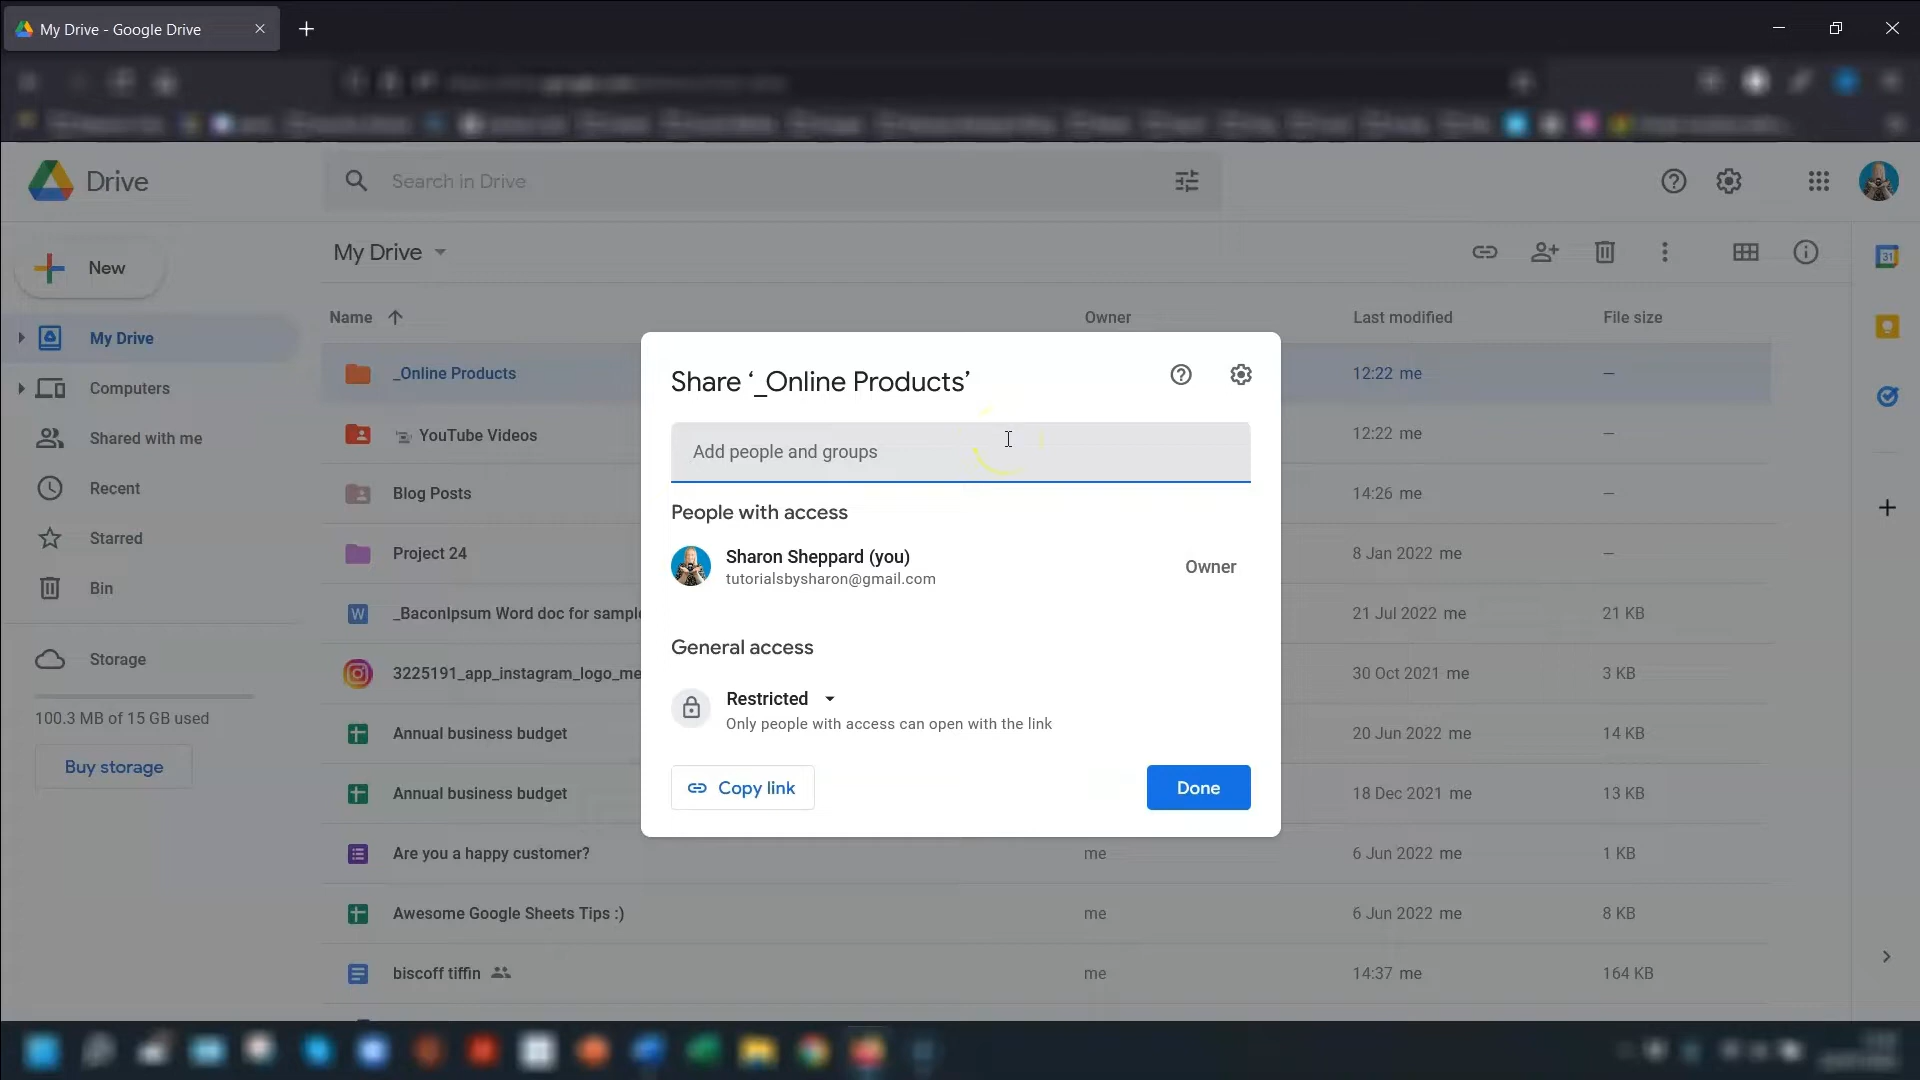 My Drive - Google Drive
Drive
Search in Drive
New
My Drive
Computers
Shared with me
Recent
Starred
Bin
Storage
100.3 MB of 15 GB used
Buy storage
My Drive
Name
Owner
Last modified
File size
_Online Products
12:22 me
–
YouTube Videos
12:22 me
–
Blog Posts
14:26 me
–
Project 24
8 Jan 2022 me
–
_BaconIpsum Word doc for sampl
21 Jul 2022 me
21 KB
3225191_app_instagram_logo_me
30 Oct 2021 me
3 KB
Annual business budget
20 Jun 2022 me
14 KB
Annual business budget
18 Dec 2021 me
13 KB
Are you a happy customer?
me
6 Jun 2022 me
1 KB
Awesome Google Sheets Tips :)
me
6 Jun 2022 me
8 KB
biscoff tiffin
me
14:37 me
164 KB
Share ‘_Online Products’
Add people and groups
People with access
Sharon Sheppard (you)
tutorialsbysharon@gmail.com
Owner
General access
Restricted
Only people with access can open with the link
Copy link
Done
31